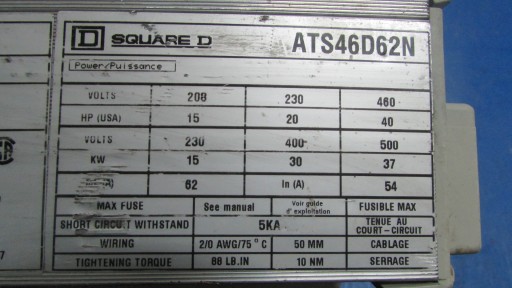 D SQUARE D ATS46D62N
Power/Puissance
VOLTS 208 230 460
HP (USA) 15 20 40
VOLTS 230 400 500
KW 15 30 37
(A) 62 In (A) 54
MAX FUSE See manual Voir guide d' exploitation FUSIBLE MAX
SHORT CIRCUIT WITHSTAND 5KA TENUE AU COURT-CIRCUIT
WIRING 2/0 AWG/75°C 50 MM CABLAGE
TIGHTENING TORQUE 88 LB.IN 10 NM SERRAGE
7